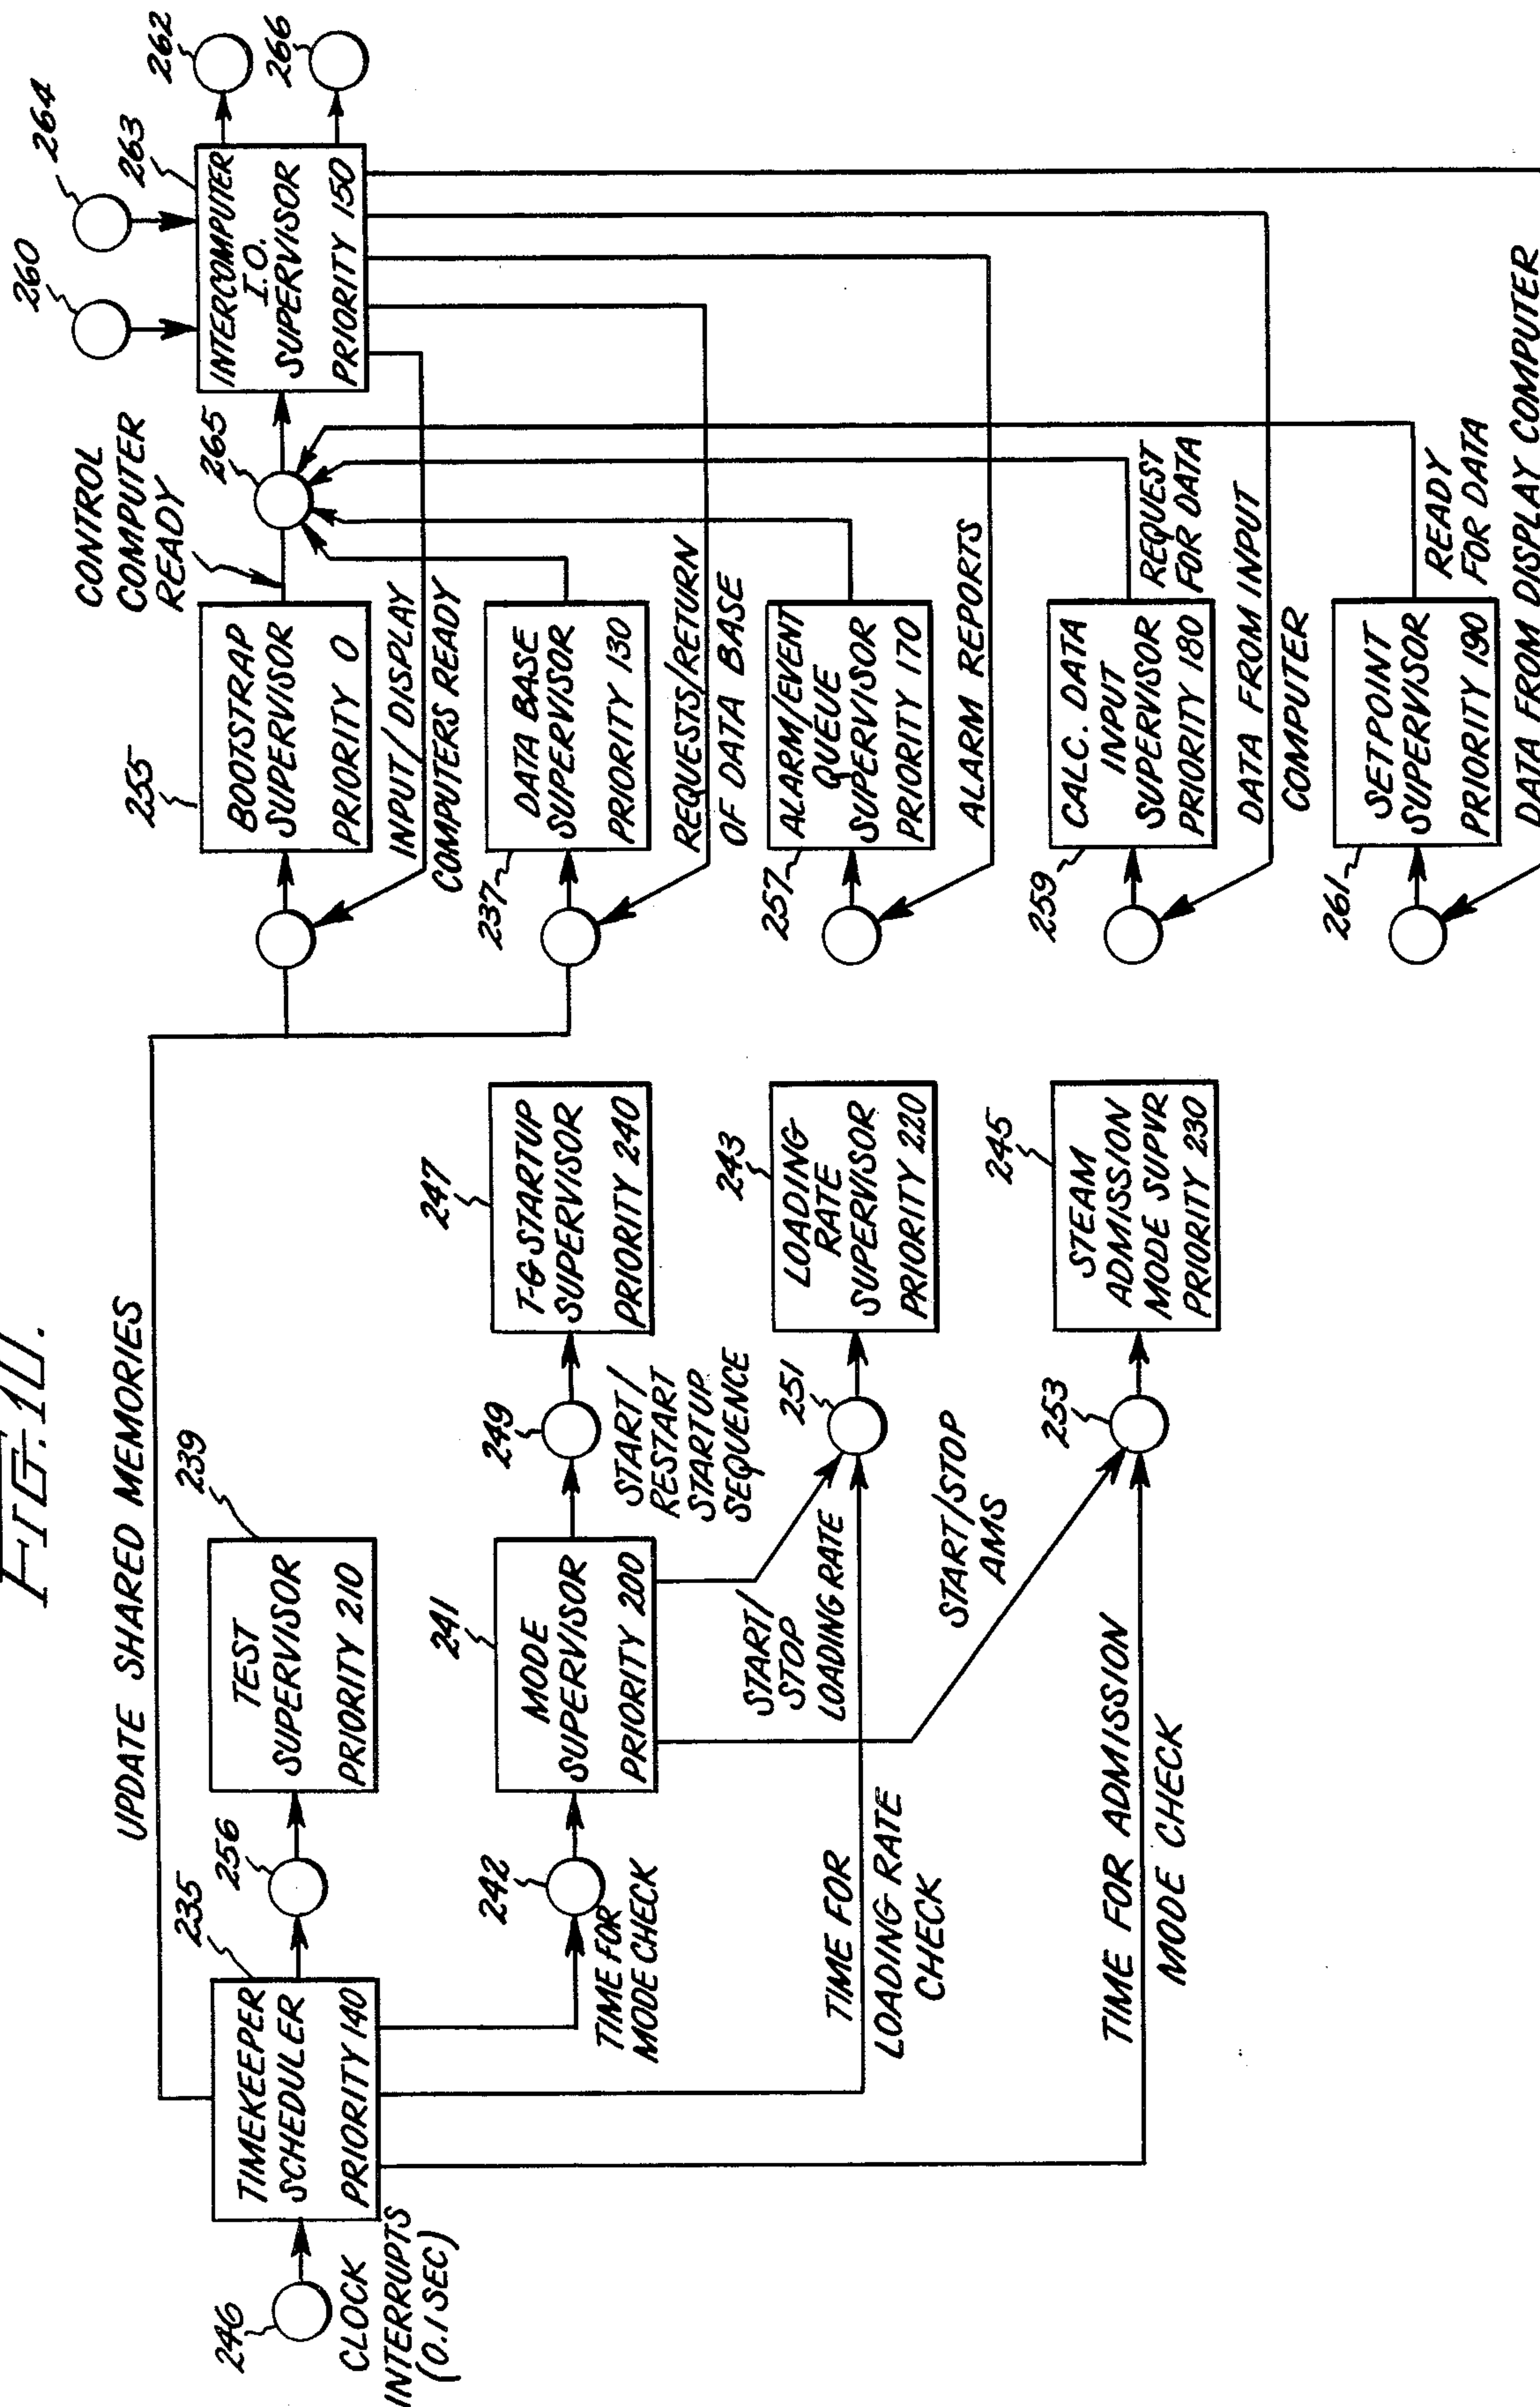 FIG. 10.
UPDATE SHARED MEMORIES
246
CLOCK
INTERRUPTS
(0.1 SEC)
235
TIMEKEEPER
SCHEDULER
PRIORITY 140
256
239
TEST
SUPERVISOR
PRIORITY 210
242
TIME FOR
MODE CHECK
241
MODE
SUPERVISOR
PRIORITY 200
249
START/
RESTART
STARTUP
SEQUENCE
247
T-G STARTUP
SUPERVISOR
PRIORITY 240
TIME FOR
LOADING RATE
CHECK
START/
STOP
LOADING RATE
251
243
LOADING
RATE
SUPERVISOR
PRIORITY 220
TIME FOR ADMISSION
MODE CHECK
START/STOP
AMS
253
245
STEAM
ADMISSION
MODE SUPVR
PRIORITY 230
255
BOOTSTRAP
SUPERVISOR
PRIORITY 0
CONTROL
COMPUTER
READY
265
INPUT/DISPLAY
COMPUTERS READY
260
264
263
INTERCOMPUTER
I.O.
SUPERVISOR
PRIORITY 150
262
266
237
DATA BASE
SUPERVISOR
PRIORITY 130
REQUESTS/RETURN
OF DATA BASE
257
ALARM/EVENT
QUEUE
SUPERVISOR
PRIORITY 170
ALARM REPORTS
259
CALC. DATA
INPUT
SUPERVISOR
PRIORITY 180
REQUEST
FOR DATA
DATA FROM INPUT
COMPUTER
261
SETPOINT
SUPERVISOR
PRIORITY 190
READY
FOR DATA
DATA FROM DISPLAY COMPUTER